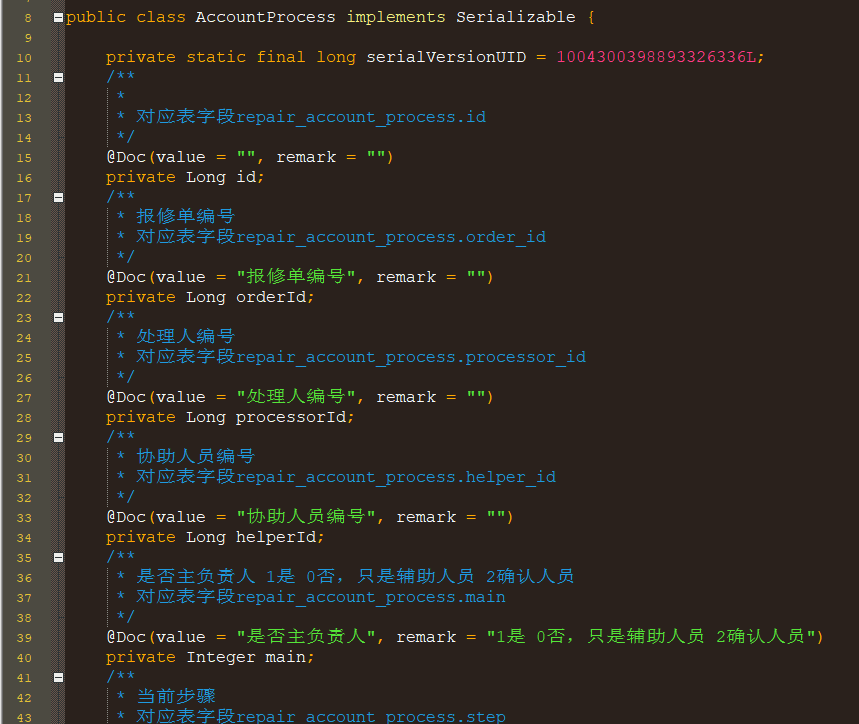 8 public class AccountProcess implements Serializable {
9
10 private static final long serialVersionUID = 1004300398893326336L;
11 /**
12 *
13 * 对应表字段repair_account_process.id
14 */
15 @Doc(value = "", remark = "")
16 private Long id;
17 /**
18 * 报修单编号
19 * 对应表字段repair_account_process.order_id
20 */
21 @Doc(value = "报修单编号", remark = "")
22 private Long orderId;
23 /**
24 * 处理人编号
25 * 对应表字段repair_account_process.processor_id
26 */
27 @Doc(value = "处理人编号", remark = "")
28 private Long processorId;
29 /**
30 * 协助人员编号
31 * 对应表字段repair_account_process.helper_id
32 */
33 @Doc(value = "协助人员编号", remark = "")
34 private Long helperId;
35 /**
36 * 是否主负责人 1是 0否，只是辅助人员 2确认人员
37 * 对应表字段repair_account_process.main
38 */
39 @Doc(value = "是否主负责人", remark = "1是 0否，只是辅助人员 2确认人员")
40 private Integer main;
41 /**
42 * 当前步骤
43 * 对应表字段repair_account_process.step